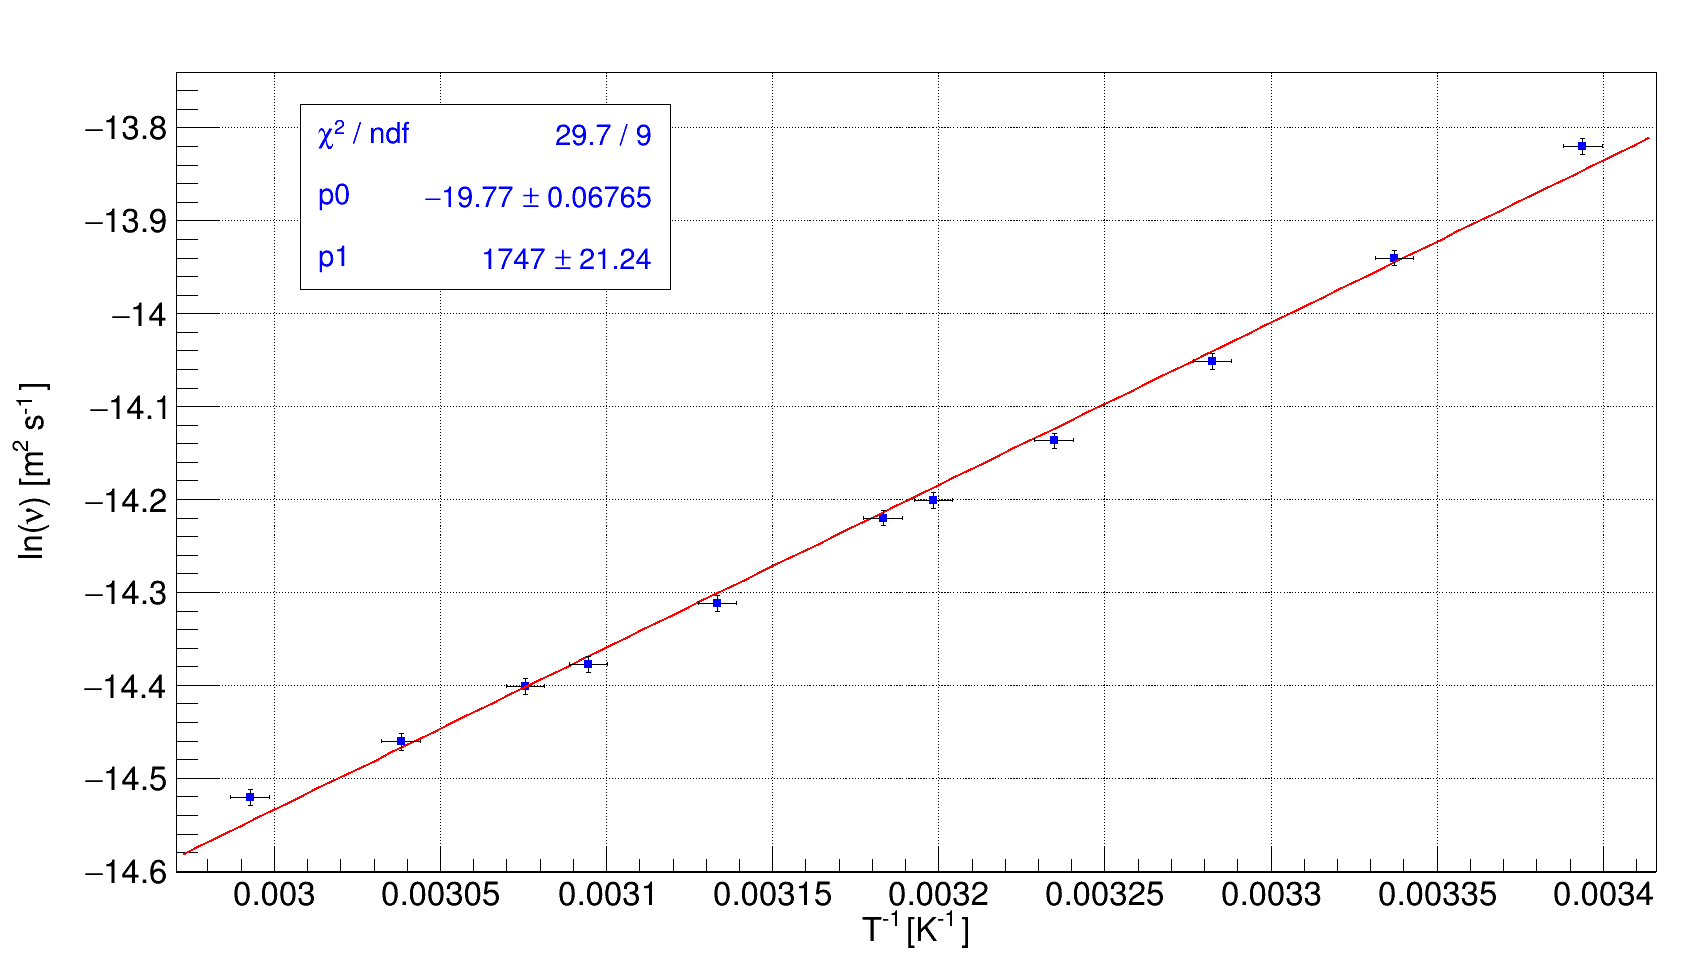 χ² / ndf 29.7 / 9
p0 −19.77 ± 0.06765
p1 1747 ± 21.24
−13.8
−13.9
−14
−14.1
−14.2
−14.3
−14.4
−14.5
−14.6
ln(ν) [m² s⁻¹]
0.003 0.00305 0.0031 0.00315 0.0032 0.00325 0.0033 0.00335 0.0034
T⁻¹ [K⁻¹]